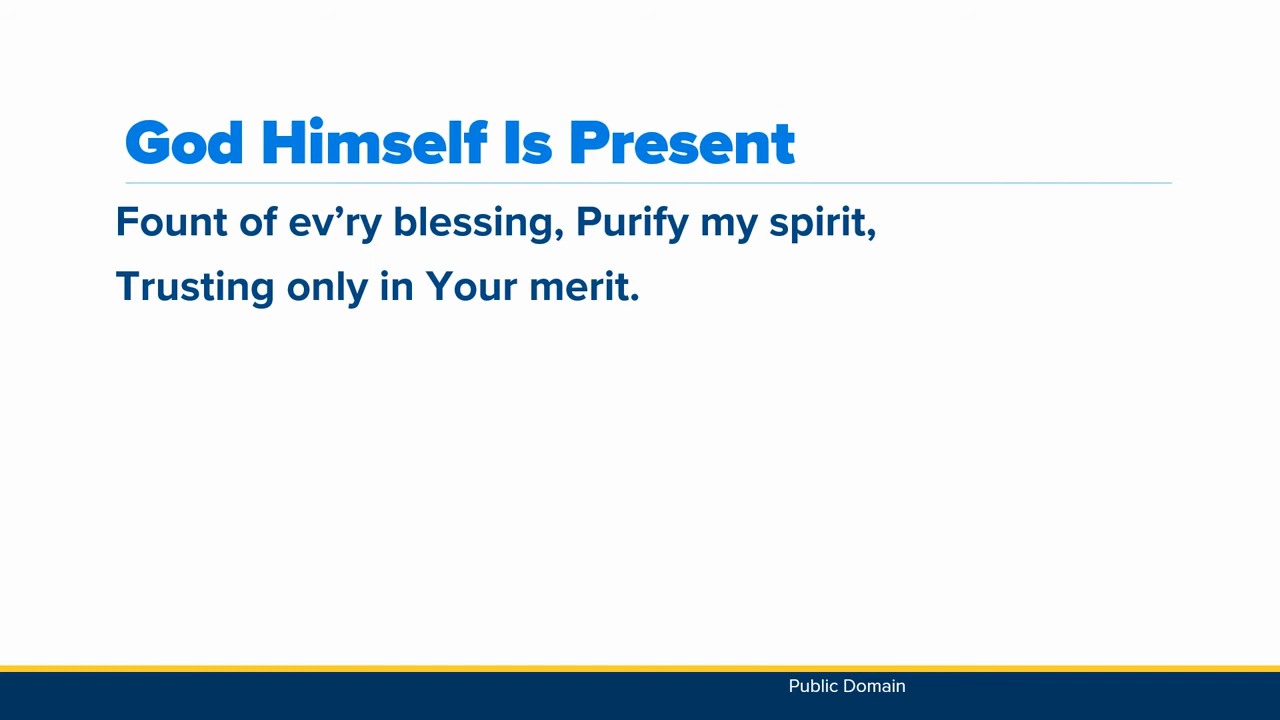 God Himself Is Present
Fount of ev’ry blessing, Purify my spirit,
Trusting only in Your merit.
Public Domain